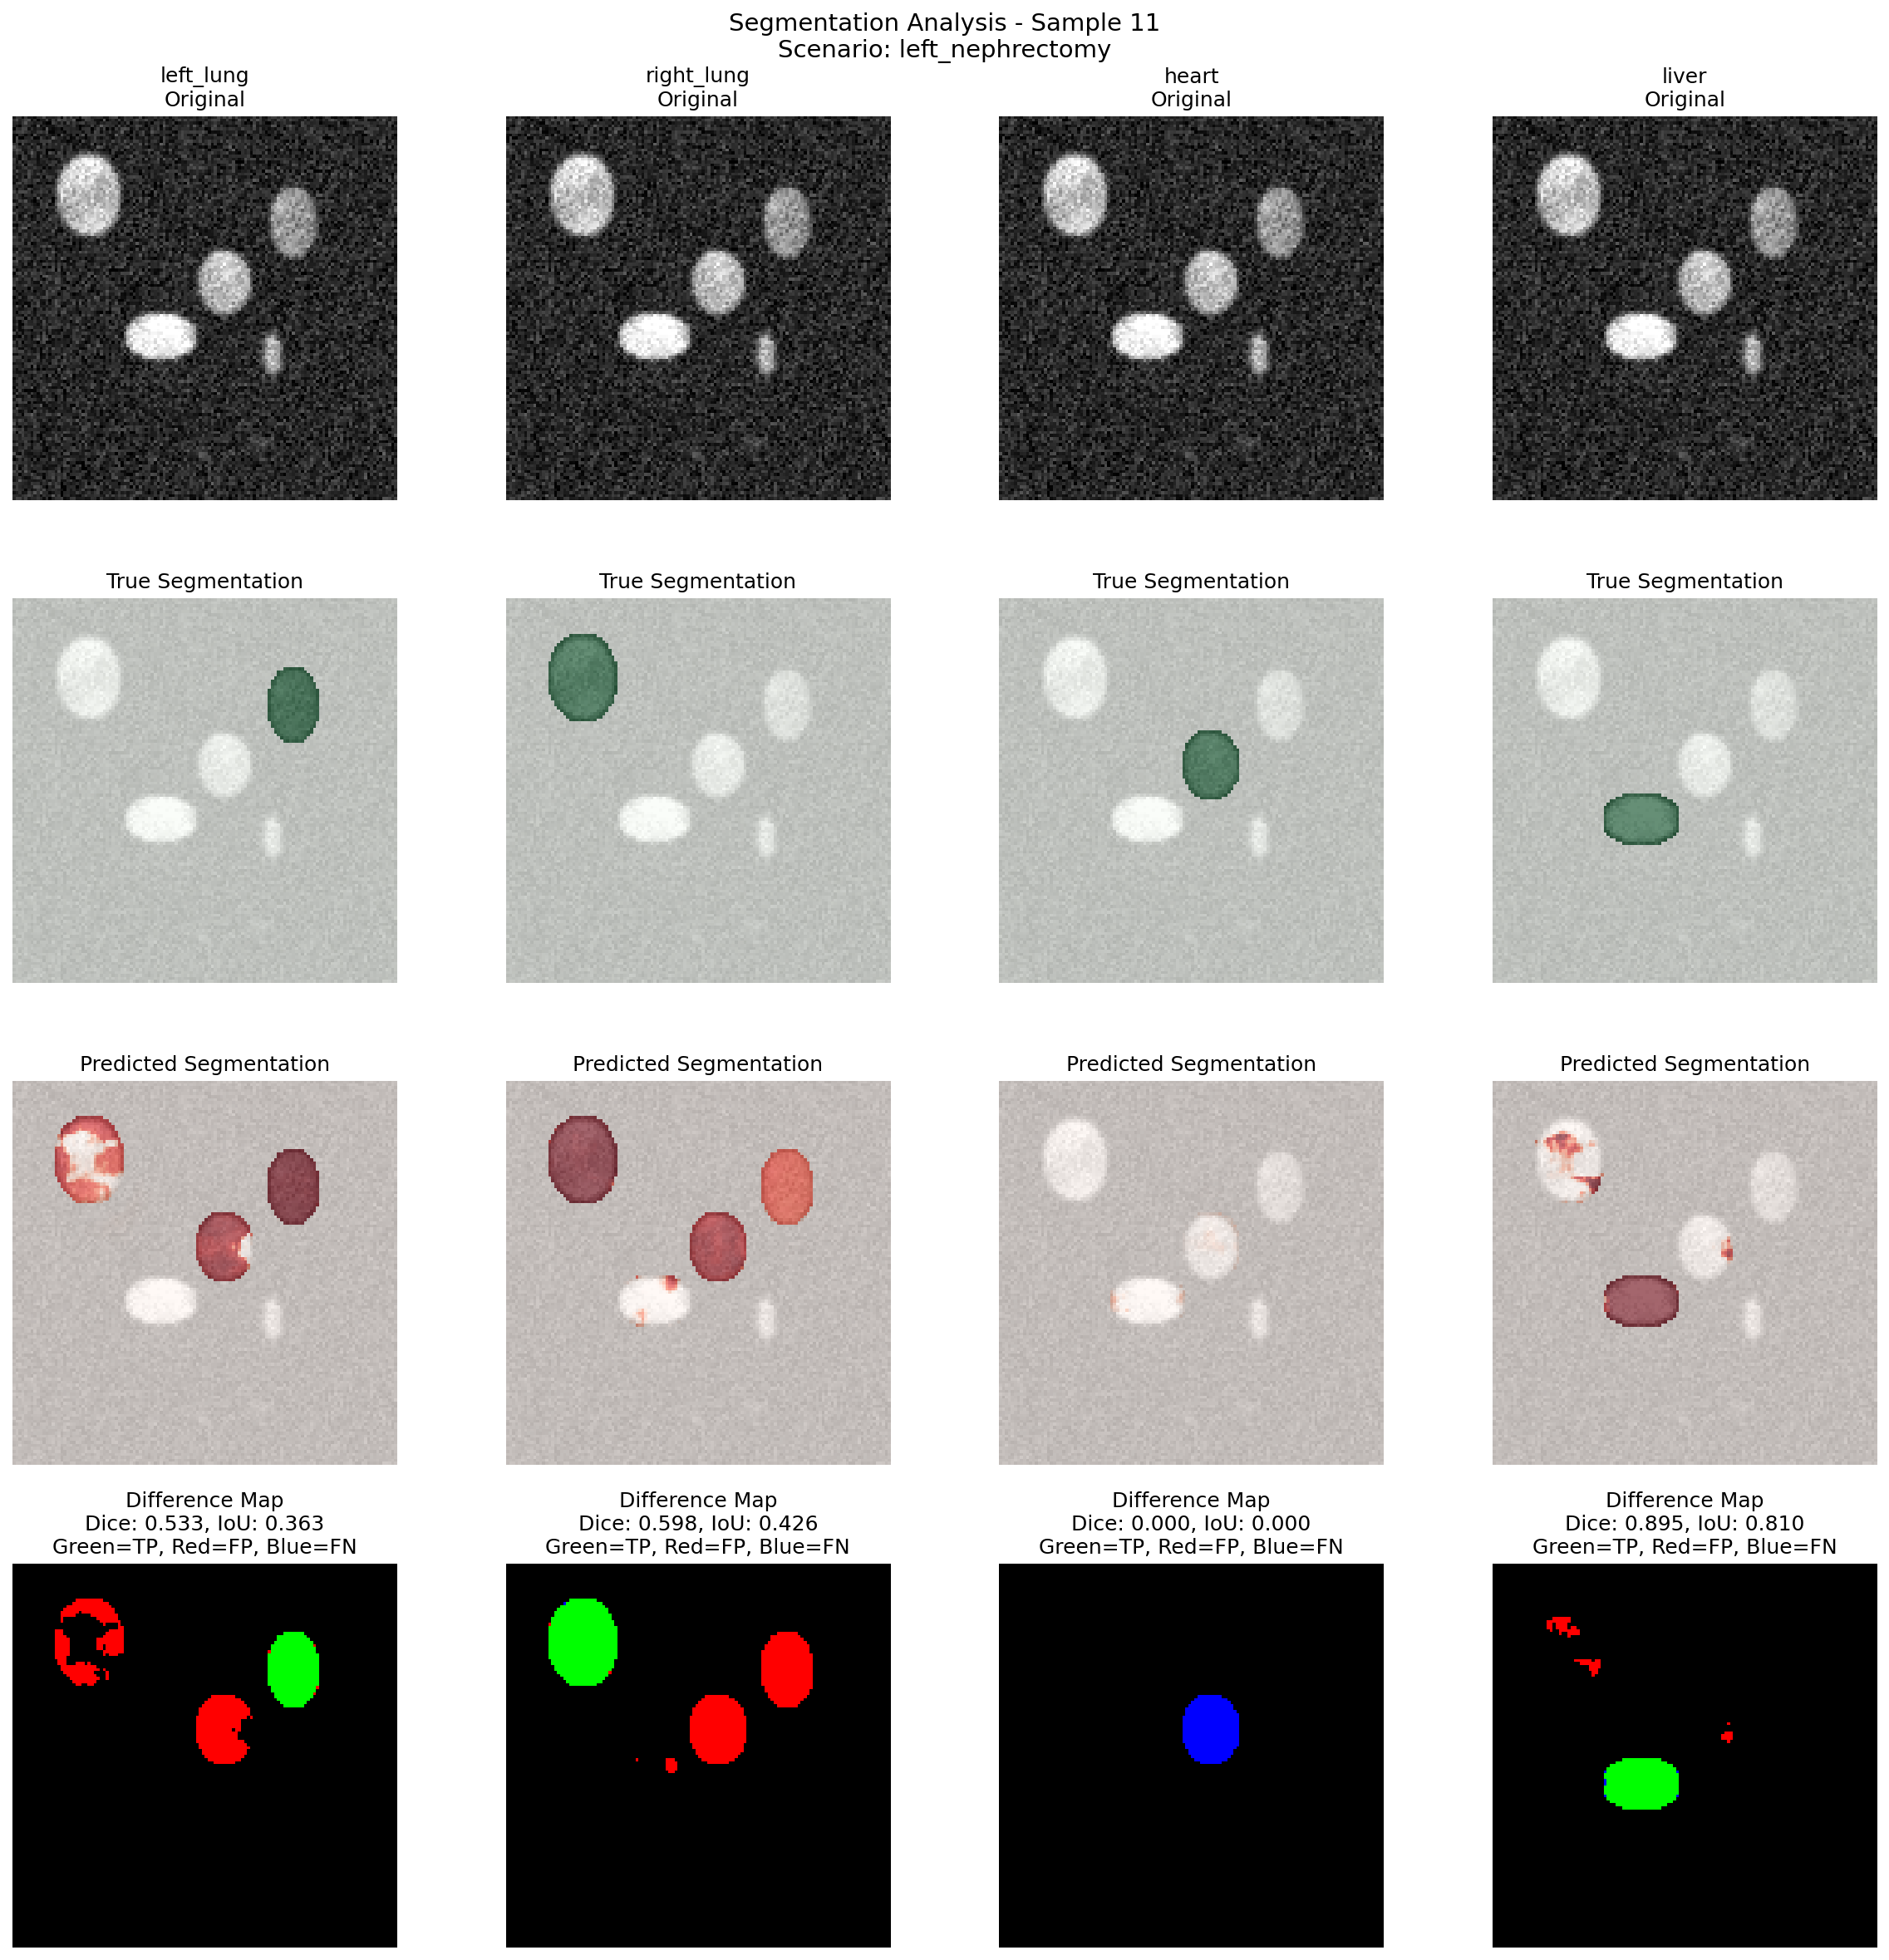 Segmentation Analysis - Sample 11
Scenario: left_nephrectomy
left_lung
Original
right_lung
Original
heart
Original
liver
Original
True Segmentation
True Segmentation
True Segmentation
True Segmentation
Predicted Segmentation
Predicted Segmentation
Predicted Segmentation
Predicted Segmentation
Difference Map
Dice: 0.533, IoU: 0.363
Green=TP, Red=FP, Blue=FN
Difference Map
Dice: 0.598, IoU: 0.426
Green=TP, Red=FP, Blue=FN
Difference Map
Dice: 0.000, IoU: 0.000
Green=TP, Red=FP, Blue=FN
Difference Map
Dice: 0.895, IoU: 0.810
Green=TP, Red=FP, Blue=FN